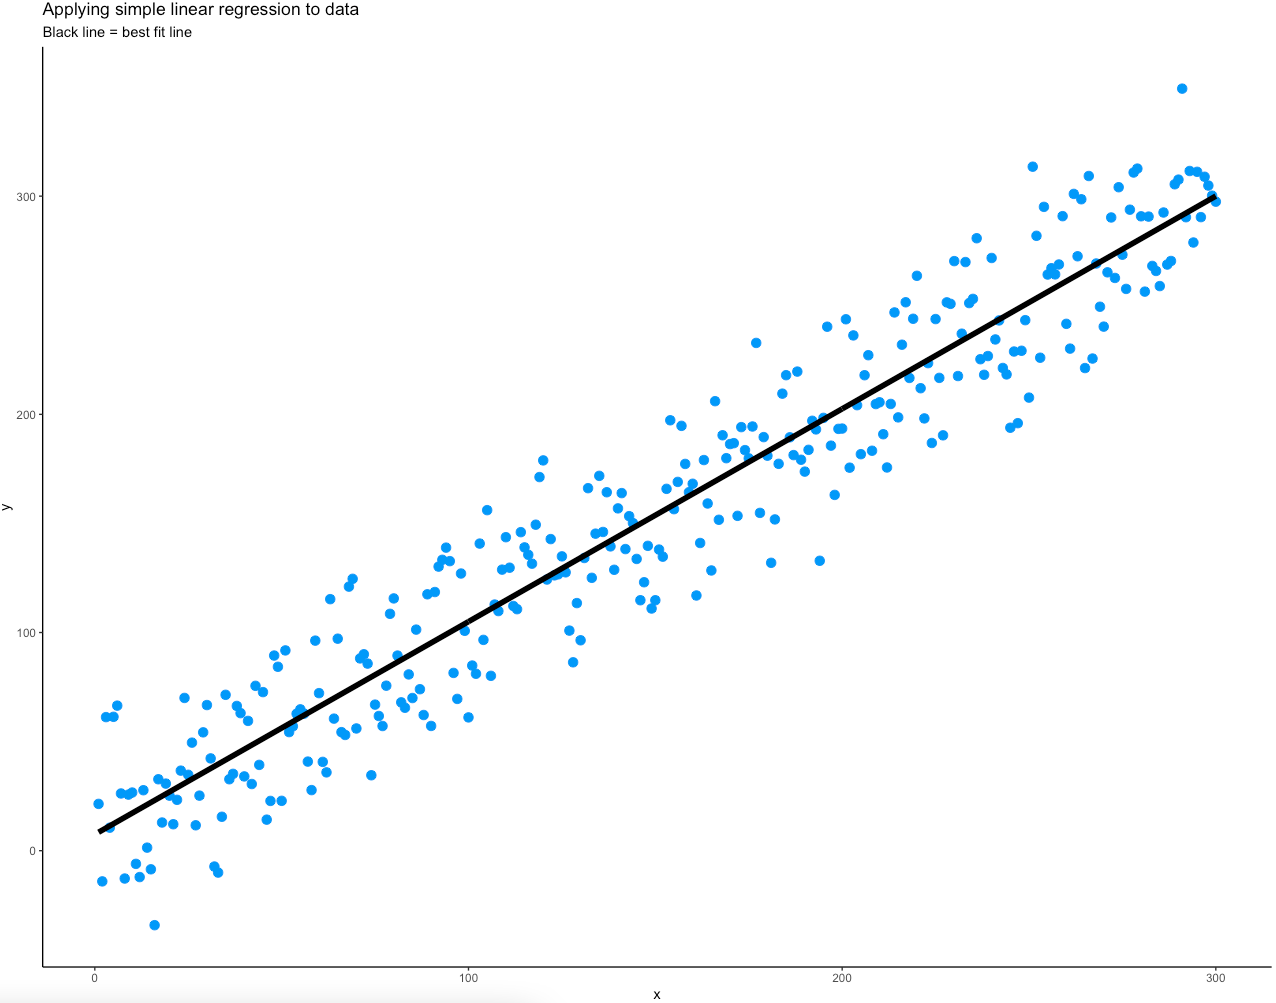 Applying simple linear regression to data
Black line = best fit line
300
200
100
0
y
0 100 200 300
x